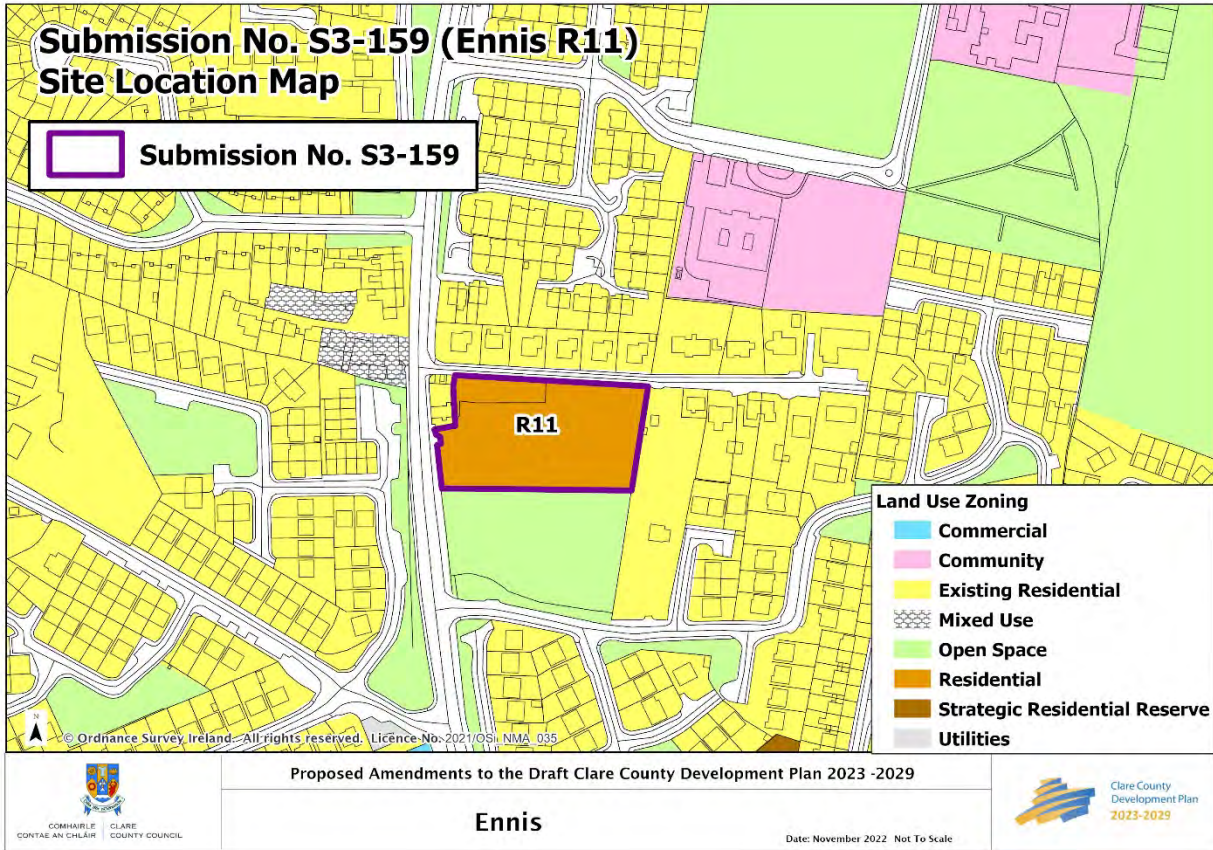 Submission No. S3-159 (Ennis R11)
Site Location Map
Submission No. S3-159
R11
Land Use Zoning
Commercial
Community
Existing Residential
Mixed Use
Open Space
Residential
Strategic Residential Reserve
Utilities
N
© Ordnance Survey Ireland. All rights reserved. Licence No. 2021/OSi_NMA_035
COMHAIRLE
CONTAE AN CHLÁIR
CLARE
COUNTY COUNCIL
Proposed Amendments to the Draft Clare County Development Plan 2023 -2029
Ennis
Date: November 2022 Not To Scale
Clare County
Development Plan
2023-2029